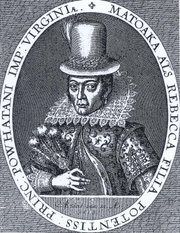 MATOAKA ALS REBECCA FILIA POTENTISS : PRINC : POWHATANI IMP : VIRGINIÆ .